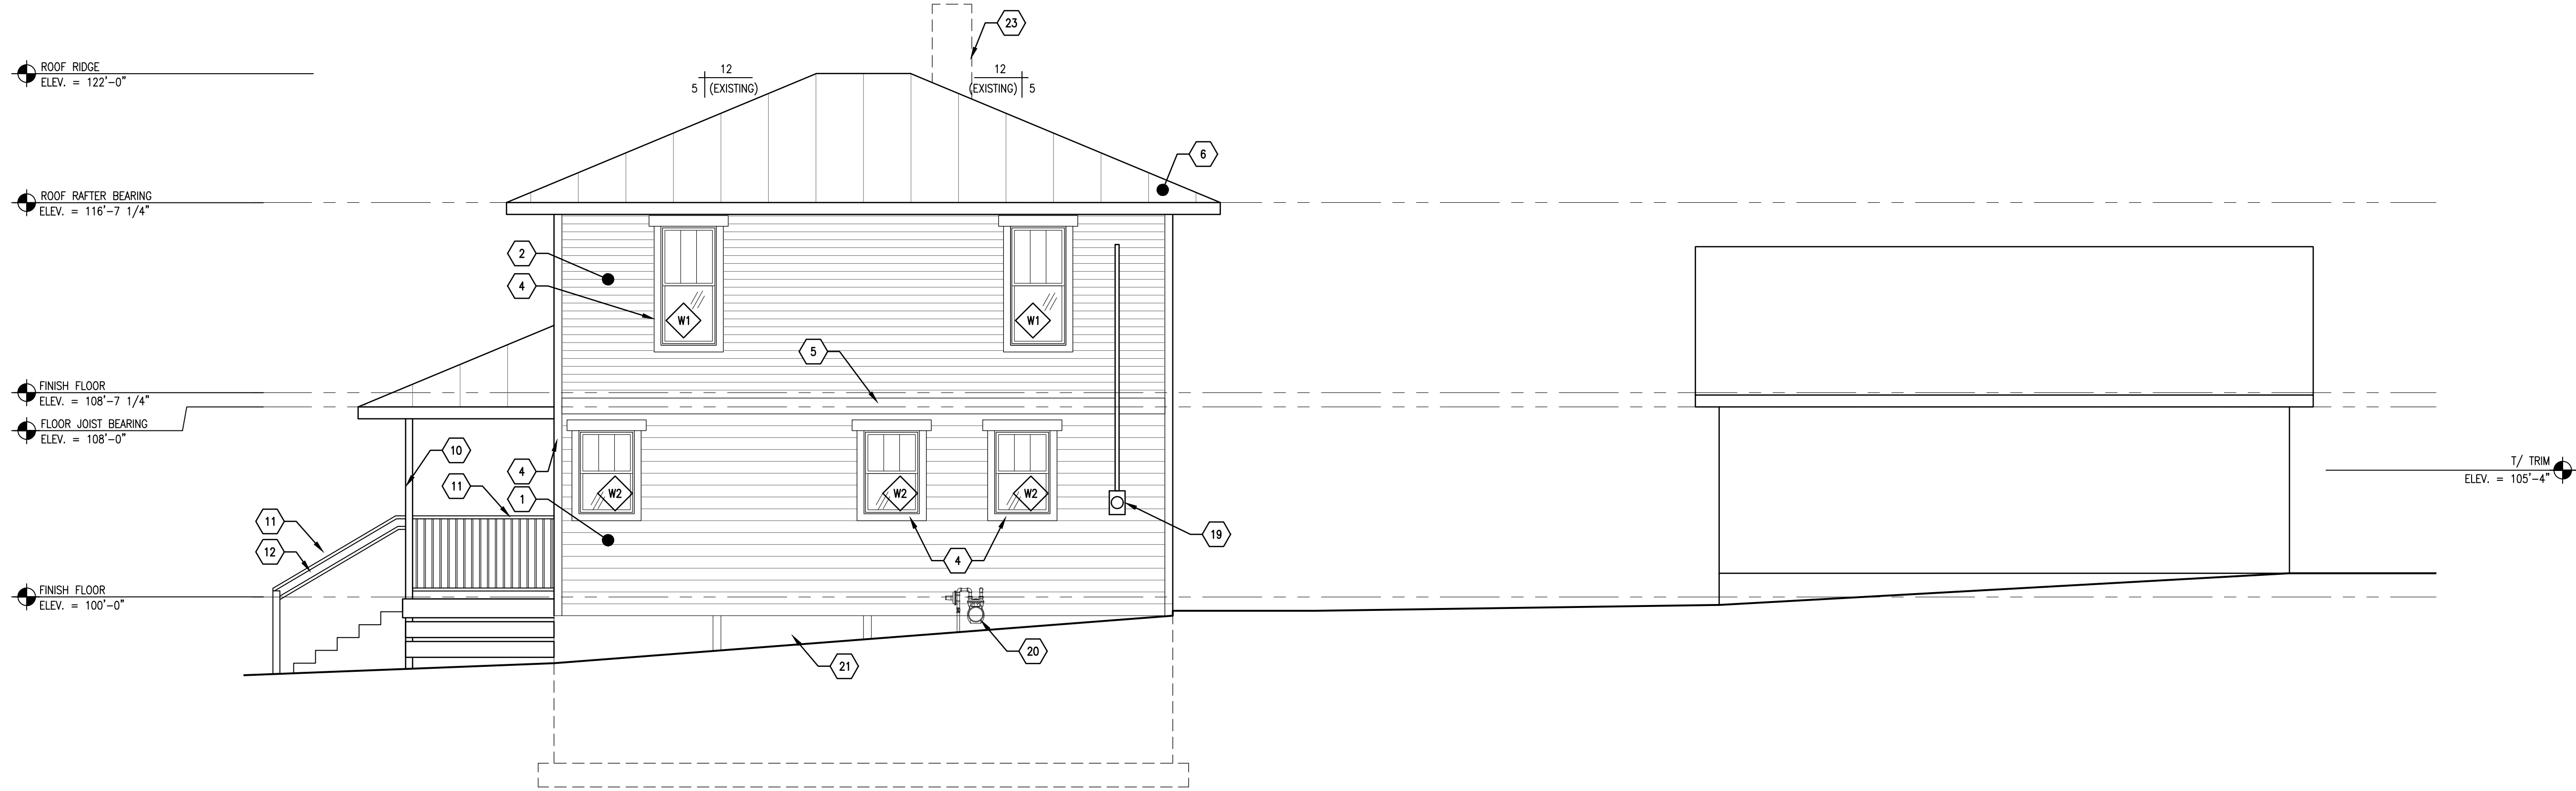 23
ROOF RIDGE
ELEV. = 122'-0"
12
5 (EXISTING)
12
(EXISTING) 5
6
ROOF RAFTER BEARING
ELEV. = 116'-7 1/4"
2
4
W1
W1
5
FINISH FLOOR
ELEV. = 108'-7 1/4"
FLOOR JOIST BEARING
ELEV. = 108'-0"
10
4
T/ TRIM
ELEV. = 105'-4"
11
1
W2
W2
W2
11
19
12
4
FINISH FLOOR
ELEV. = 100'-0"
20
21